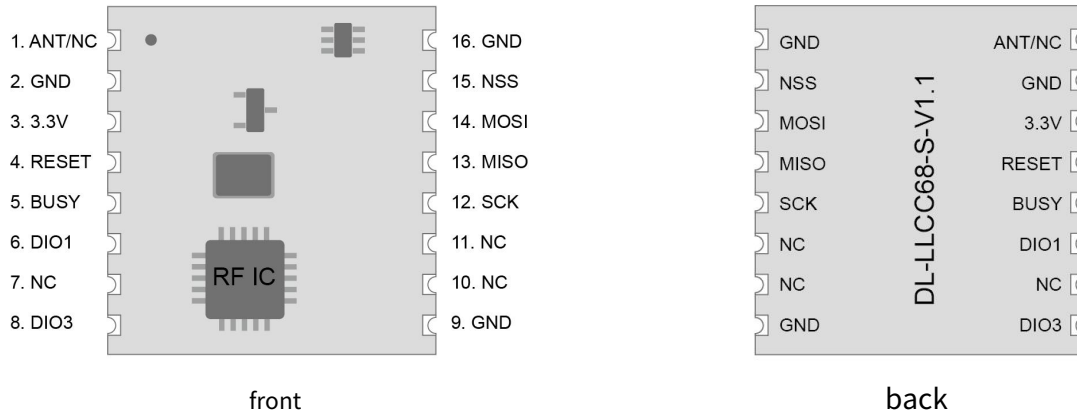 1. ANT/NC
2. GND
3. 3.3V
4. RESET
5. BUSY
6. DIO1
7. NC
8. DIO3
RF IC
16. GND
15. NSS
14. MOSI
13. MISO
12. SCK
11. NC
10. NC
9. GND
front
GND
NSS
MOSI
MISO
SCK
NC
NC
GND
DL-LLCC68-S-V1.1
ANT/NC
GND
3.3V
RESET
BUSY
DIO1
NC
DIO3
back